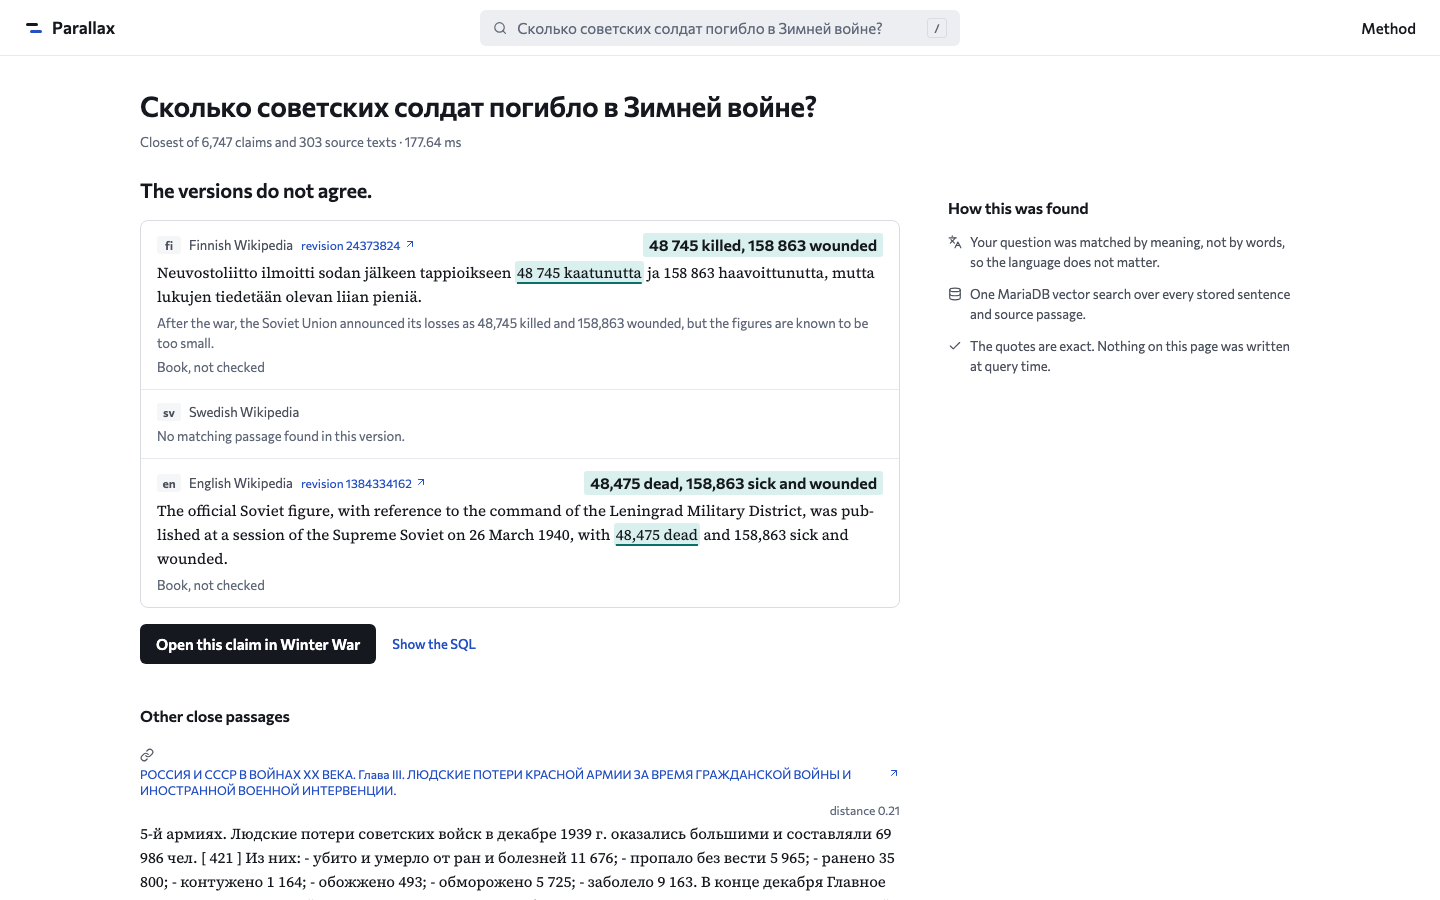 Parallax
Сколько советских солдат погибло в Зимней войне?
/
Method
Сколько советских солдат погибло в Зимней войне?
Closest of 6,747 claims and 303 source texts · 177.64 ms
The versions do not agree.
fi Finnish Wikipedia revision 24373824 48 745 killed, 158 863 wounded
Neuvostoliitto ilmoitti sodan jälkeen tappioikseen 48 745 kaatunutta ja 158 863 haavoittunutta, mutta
lukujen tiedetään olevan liian pieniä.
After the war, the Soviet Union announced its losses as 48,745 killed and 158,863 wounded, but the figures are known to be
too small.
Book, not checked
sv Swedish Wikipedia
No matching passage found in this version.
en English Wikipedia revision 1384334162 48,475 dead, 158,863 sick and wounded
The official Soviet figure, with reference to the command of the Leningrad Military District, was pub-
lished at a session of the Supreme Soviet on 26 March 1940, with 48,475 dead and 158,863 sick and
wounded.
Book, not checked
Open this claim in Winter War Show the SQL
How this was found
Your question was matched by meaning, not by words,
so the language does not matter.
One MariaDB vector search over every stored sentence
and source passage.
The quotes are exact. Nothing on this page was written
at query time.
Other close passages
РОССИЯ И СССР В ВОЙНАХ XX ВЕКА. Глава III. ЛЮДСКИЕ ПОТЕРИ КРАСНОЙ АРМИИ ЗА ВРЕМЯ ГРАЖДАНСКОЙ ВОЙНЫ И
ИНОСТРАННОЙ ВОЕННОЙ ИНТЕРВЕНЦИИ.
distance 0.21
5-й армиях. Людские потери советских войск в декабре 1939 г. оказались большими и составляли 69
986 чел. [ 421 ] Из них: - убито и умерло от ран и болезней 11 676; - пропало без вести 5 965; - ранено 35
800; - контужено 1 164; - обожжено 493; - обморожено 5 725; - заболело 9 163. В конце декабря Главное